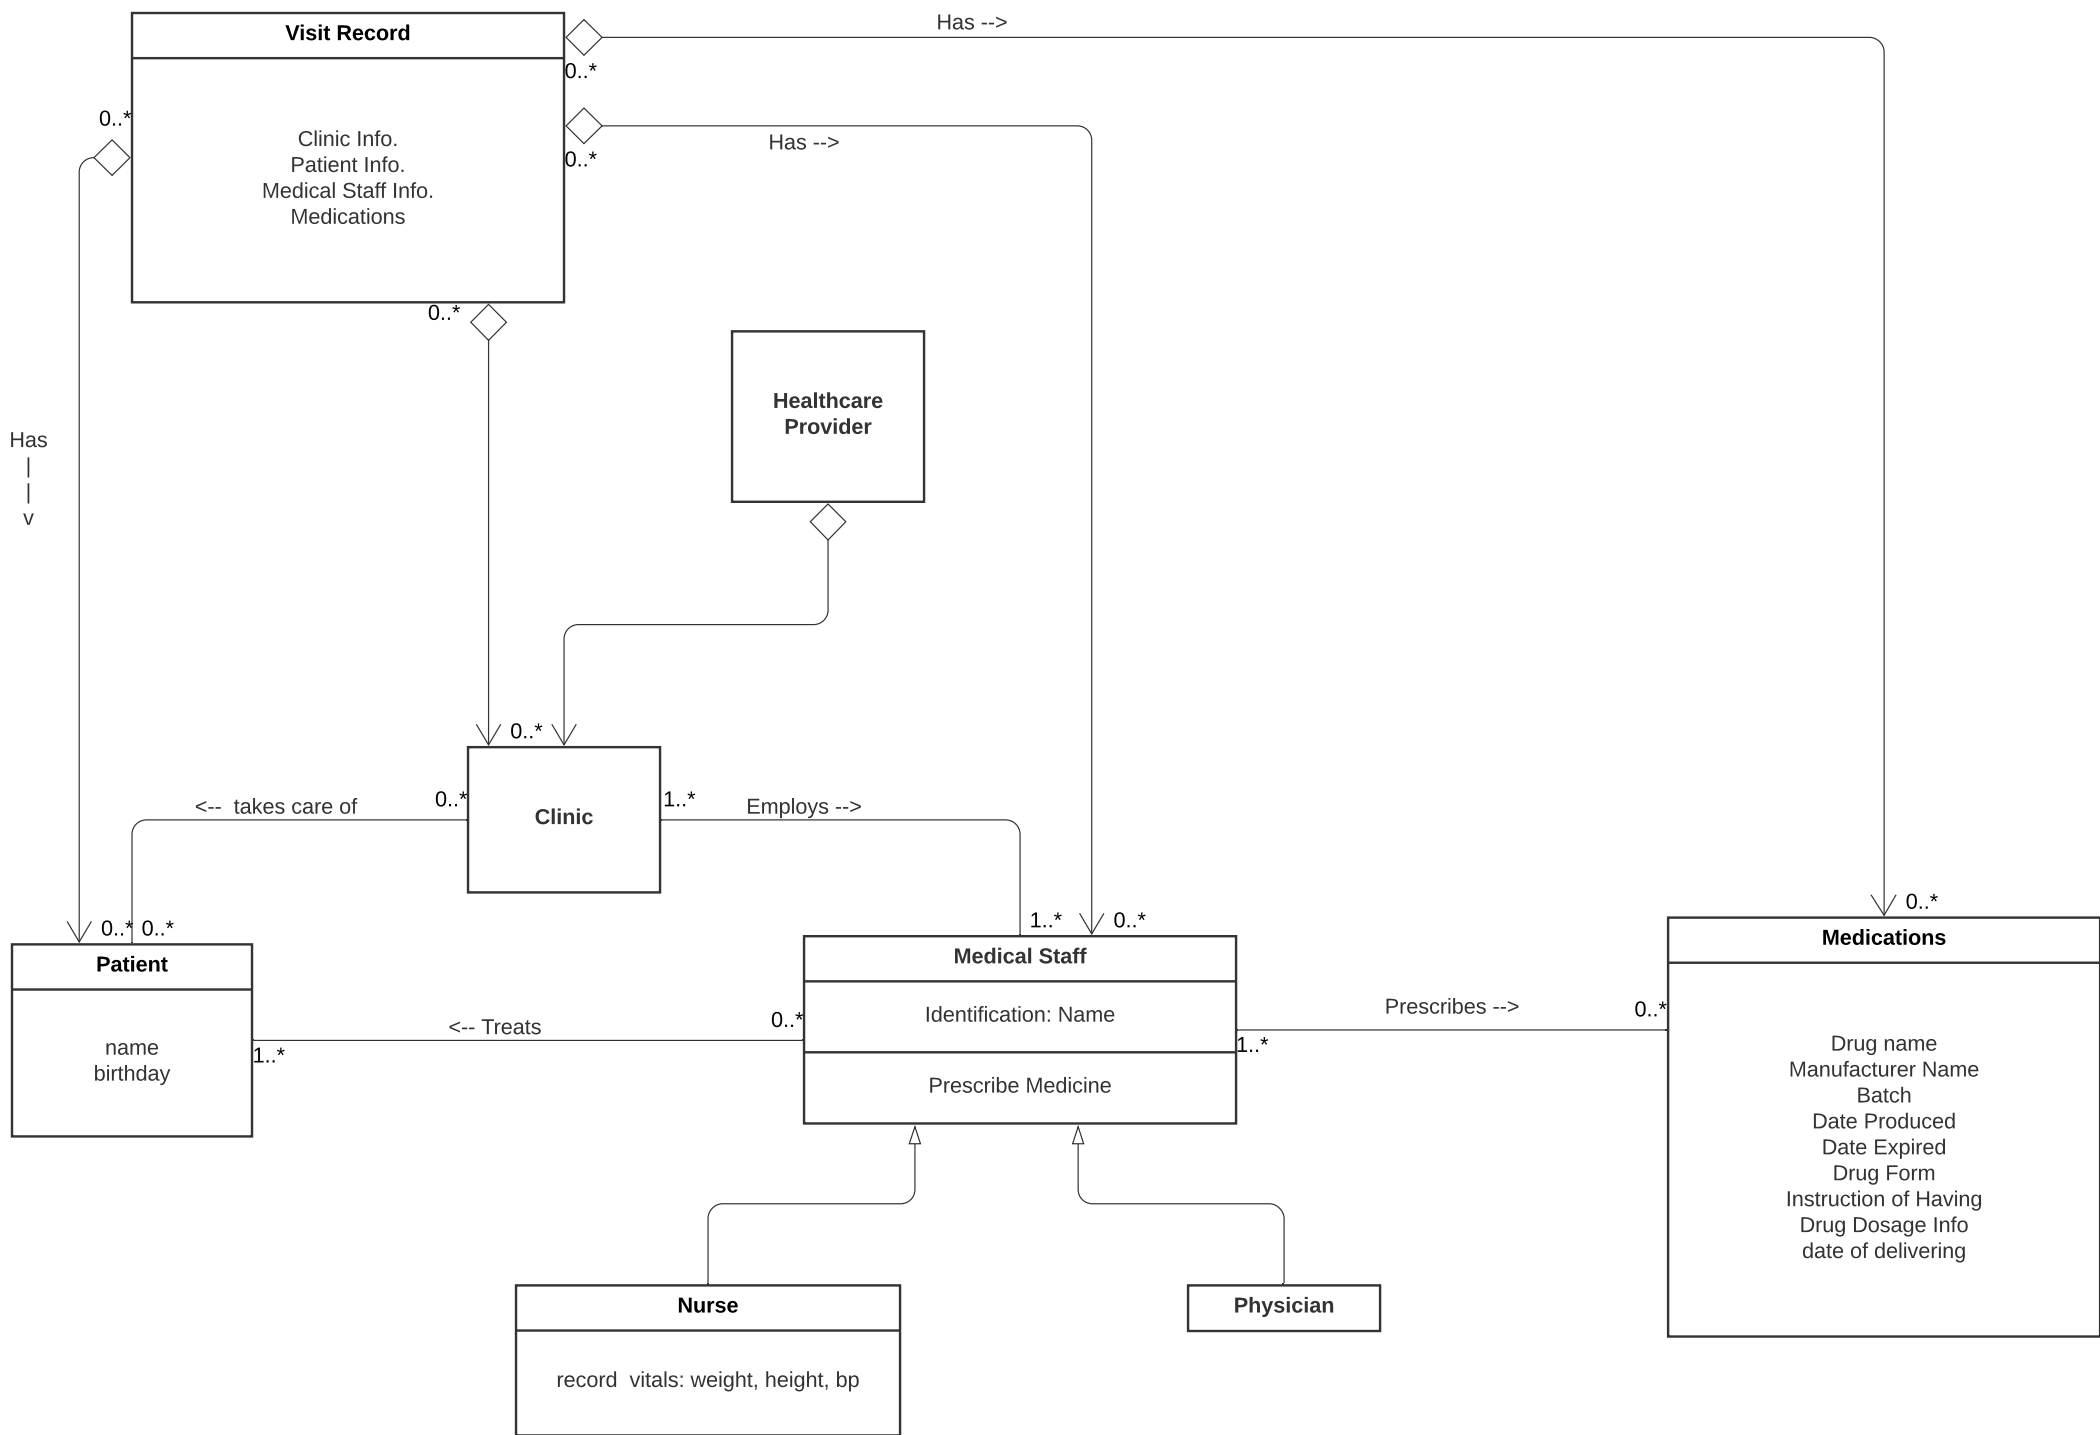 Visit Record
Has -->
0..*
0..*
Clinic Info.
Patient Info.
Medical Staff Info.
Medications
Has -->
0..*
0..*
Healthcare
Provider
Has
|
|
v
0..*
0..*
<--  takes care of
Clinic
1..*
Employs -->
0..*
0..*
1..*
0..*
0..*
Patient
name
birthday
Medical Staff
Identification: Name
Prescribe Medicine
<-- Treats
0..*
1..*
Prescribes -->
0..*
1..*
Medications
Drug name
Manufacturer Name
Batch
Date Produced
Date Expired
Drug Form
Instruction of Having
Drug Dosage Info
date of delivering
Nurse
record  vitals: weight, height, bp
Physician